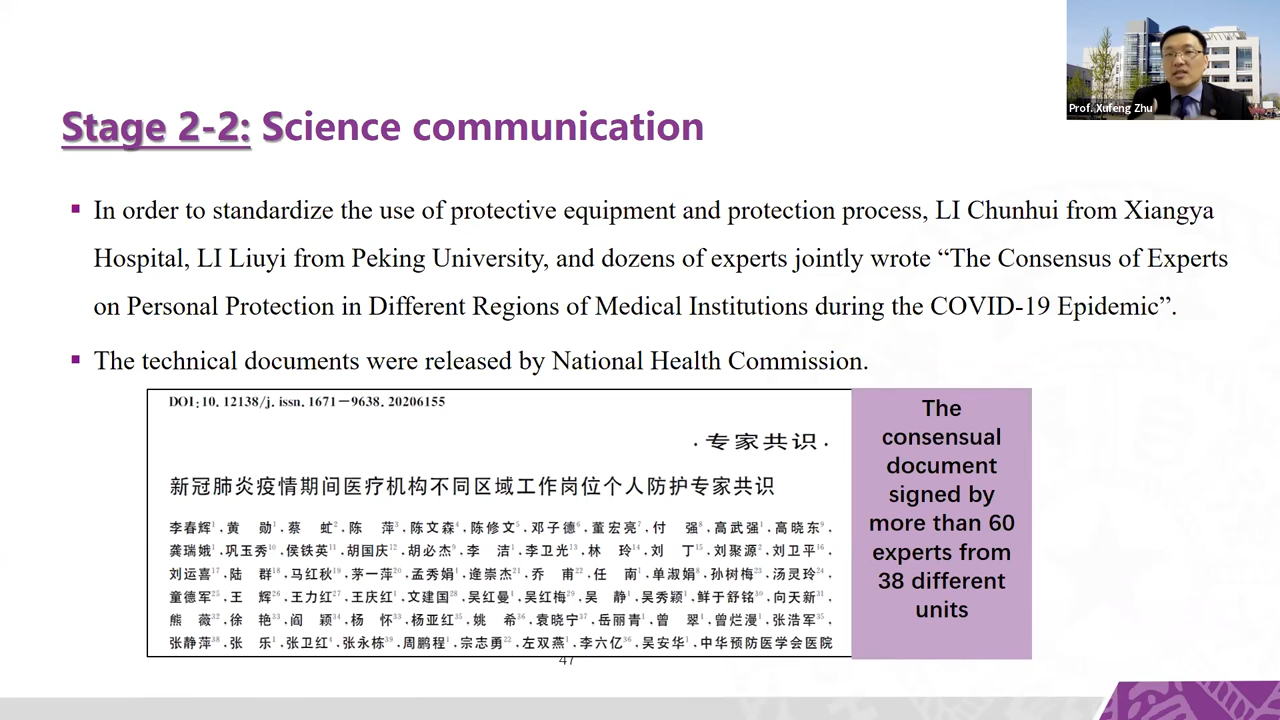 Prof. Xufeng Zhu
Stage 2-2: Science communication
In order to standardize the use of protective equipment and protection process, LI Chunhui from Xiangya
Hospital, LI Liuyi from Peking University, and dozens of experts jointly wrote “The Consensus of Experts
on Personal Protection in Different Regions of Medical Institutions during the COVID-19 Epidemic”.
The technical documents were released by National Health Commission.
DOI:10.12138/j.issn.1671-9638.20206155
·专家共识·
新冠肺炎疫情期间医疗机构不同区域工作岗位个人防护专家共识
李春辉1,黄 勋1,蔡 虻2,陈 萍3,陈文森4,陈修文5,邓子德6,董宏亮7,付 强8,高武强1,高晓东9,
龚瑞娥1,巩玉秀10,侯铁英11,胡国庆12,胡必杰9,李 洁1,李卫光13,林 玲14,刘 丁15,刘聚源2,刘卫平16,
刘运喜17,陆 群18,马红秋19,茅一萍20,孟秀娟1,逄崇杰21,乔 甫22,任 南1,单淑娟8,孙树梅23,汤灵玲24,
童德军25,王 辉26,王力红27,王庆红1,文建国28,吴红曼1,吴红梅29,吴 静1,吴秀颖1,鲜于舒铭30,向天新31,
熊 薇32,徐 艳33,阎 颖34,杨 怀33,杨亚红35,姚 希36,袁晓宁37,岳丽青1,曾 翠1,曾烂漫1,张浩军35,
张静萍38,张 乐1,张卫红4,张永栋39,周鹏程1,宗志勇22,左双燕1,李六亿36,吴安华1,中华预防医学会医院
The
consensual
document
signed by
more than 60
experts from
38 different
units
47